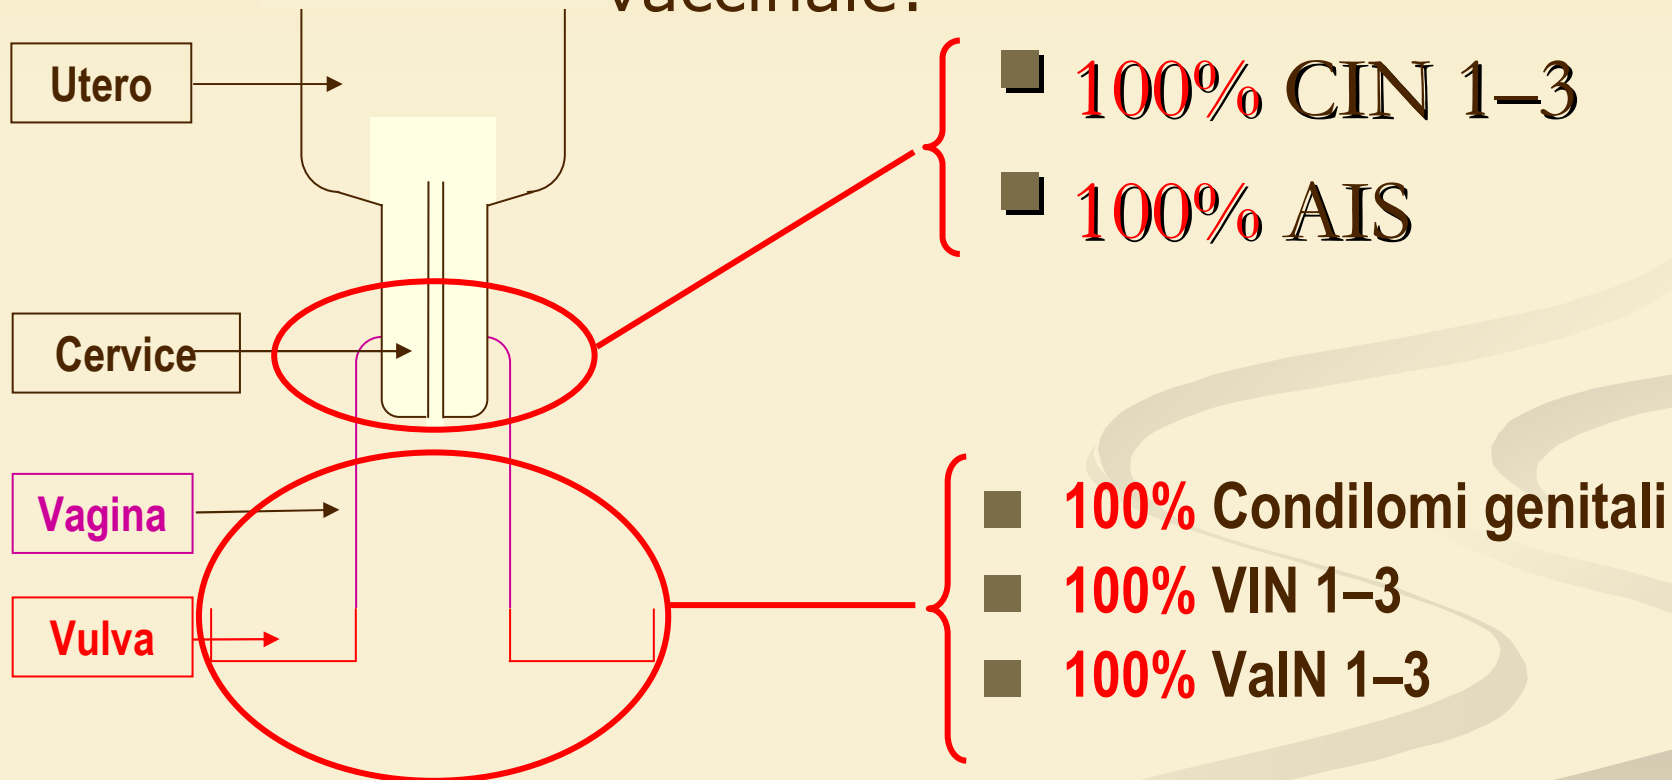 vaccinale?
Utero
Cervice
Vagina
Vulva
100% CIN 1–3
100% AIS
100% Condilomi genitali
100% VIN 1–3
100% VaIN 1–3